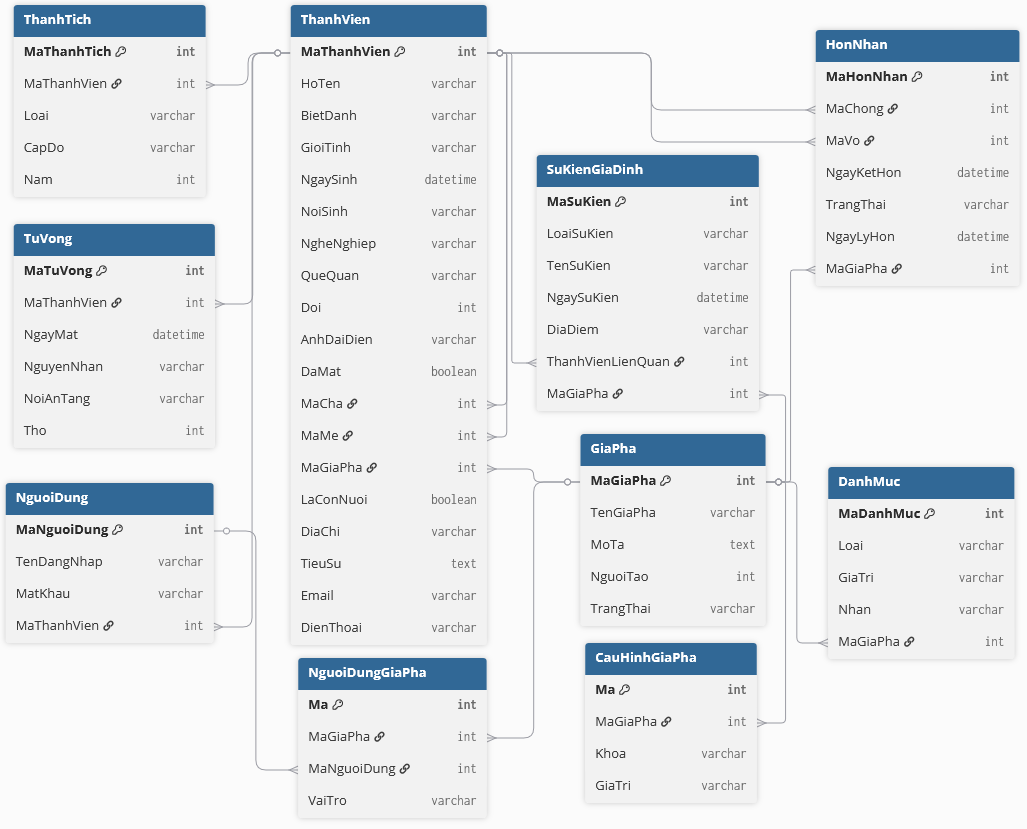 ThanhTich
MaThanhTich int
MaThanhVien int
Loai varchar
CapDo varchar
Nam int
TuVong
MaTuVong int
MaThanhVien int
NgayMat datetime
NguyenNhan varchar
NoiAnTang varchar
Tho int
NguoiDung
MaNguoiDung int
TenDangNhap varchar
MatKhau varchar
MaThanhVien int
ThanhVien
MaThanhVien int
HoTen varchar
BietDanh varchar
GioiTinh varchar
NgaySinh datetime
NoiSinh varchar
NgheNghiep varchar
QueQuan varchar
Doi int
AnhDaiDien varchar
DaMat boolean
MaCha int
MaMe int
MaGiaPha int
LaConNuoi boolean
DiaChi varchar
TieuSu text
Email varchar
DienThoai varchar
NguoiDungGiaPha
Ma int
MaGiaPha int
MaNguoiDung int
VaiTro varchar
SuKienGiaDinh
MaSuKien int
LoaiSuKien varchar
TenSuKien varchar
NgaySuKien datetime
DiaDiem varchar
ThanhVienLienQuan int
MaGiaPha int
GiaPha
MaGiaPha int
TenGiaPha varchar
MoTa text
NguoiTao int
TrangThai varchar
CauHinhGiaPha
Ma int
MaGiaPha int
Khoa varchar
GiaTri varchar
HonNhan
MaHonNhan int
MaChong int
MaVo int
NgayKetHon datetime
TrangThai varchar
NgayLyHon datetime
MaGiaPha int
DanhMuc
MaDanhMuc int
Loai varchar
GiaTri varchar
Nhan varchar
MaGiaPha int